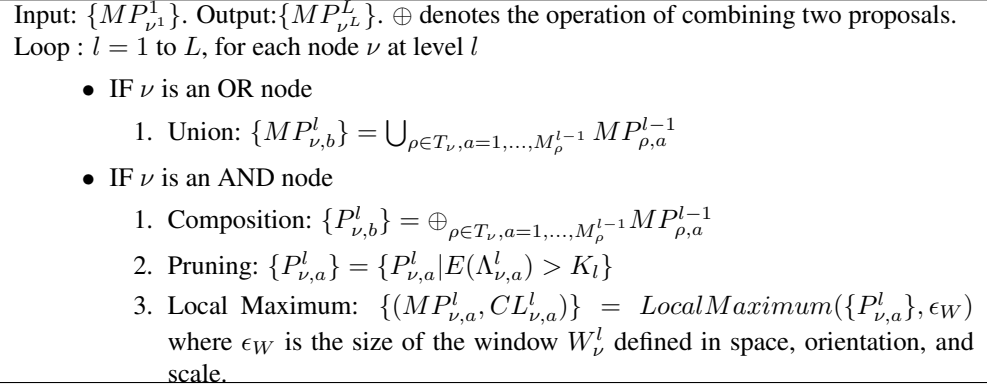 Input: {MP^1_{ν^1}}. Output:{MP^L_{ν^L}}. ⊕ denotes the operation of combining two proposals.
Loop : l = 1 to L, for each node ν at level l
• IF ν is an OR node
1. Union: {MP^l_{ν,b}} = ⋃_{ρ∈T_ν,a=1,...,M^{l−1}_ρ} MP^{l−1}_{ρ,a}
• IF ν is an AND node
1. Composition: {P^l_{ν,b}} = ⊕_{ρ∈T_ν,a=1,...,M^{l−1}_ρ} MP^{l−1}_{ρ,a}
2. Pruning: {P^l_{ν,a}} = {P^l_{ν,a}|E(Λ^l_{ν,a}) > K_l}
3. Local Maximum: {(MP^l_{ν,a}, CL^l_{ν,a})} = LocalMaximum({P^l_{ν,a}}, ϵ_W)
where ϵ_W is the size of the window W^l_ν defined in space, orientation, and
scale.